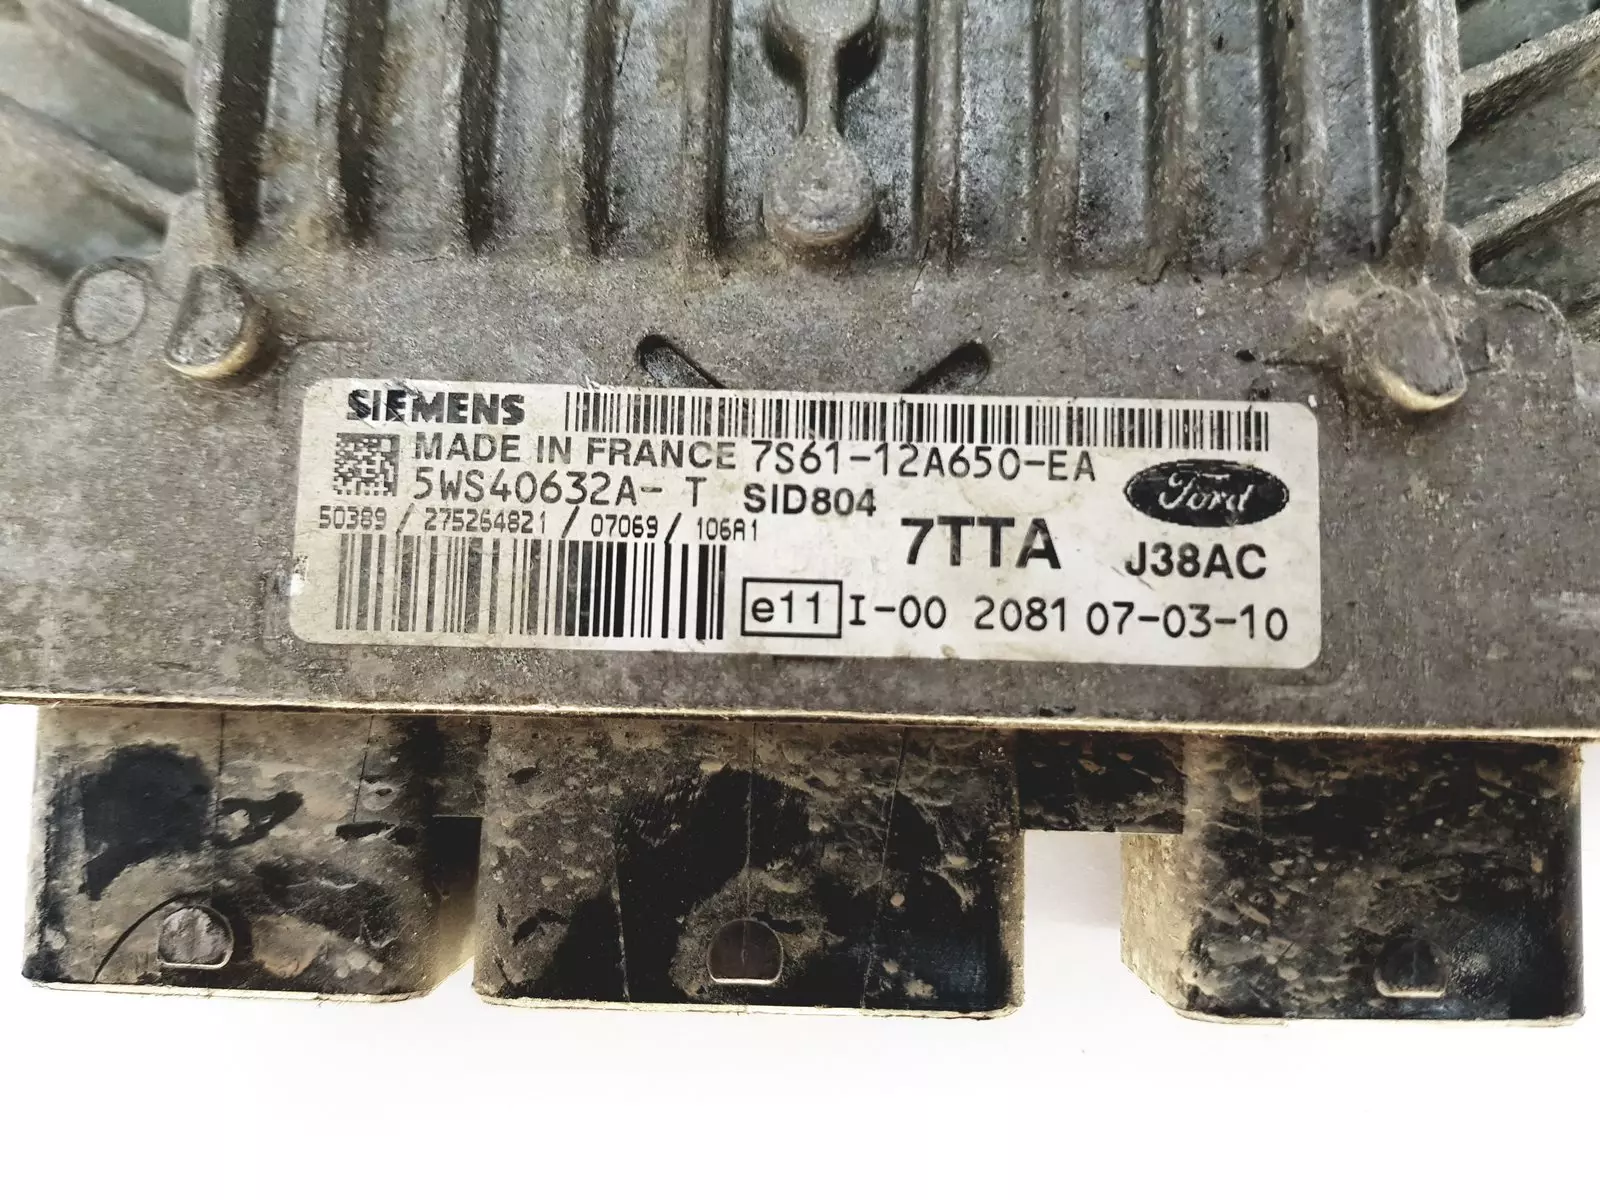 SIEMENS
MADE IN FRANCE 7S61-12A650-EA
5WS40632A- T SID804
Ford
50389 / 275264821 / 07069 / 106A1
7TTA J38AC
e11 I-00 2081 07-03-10